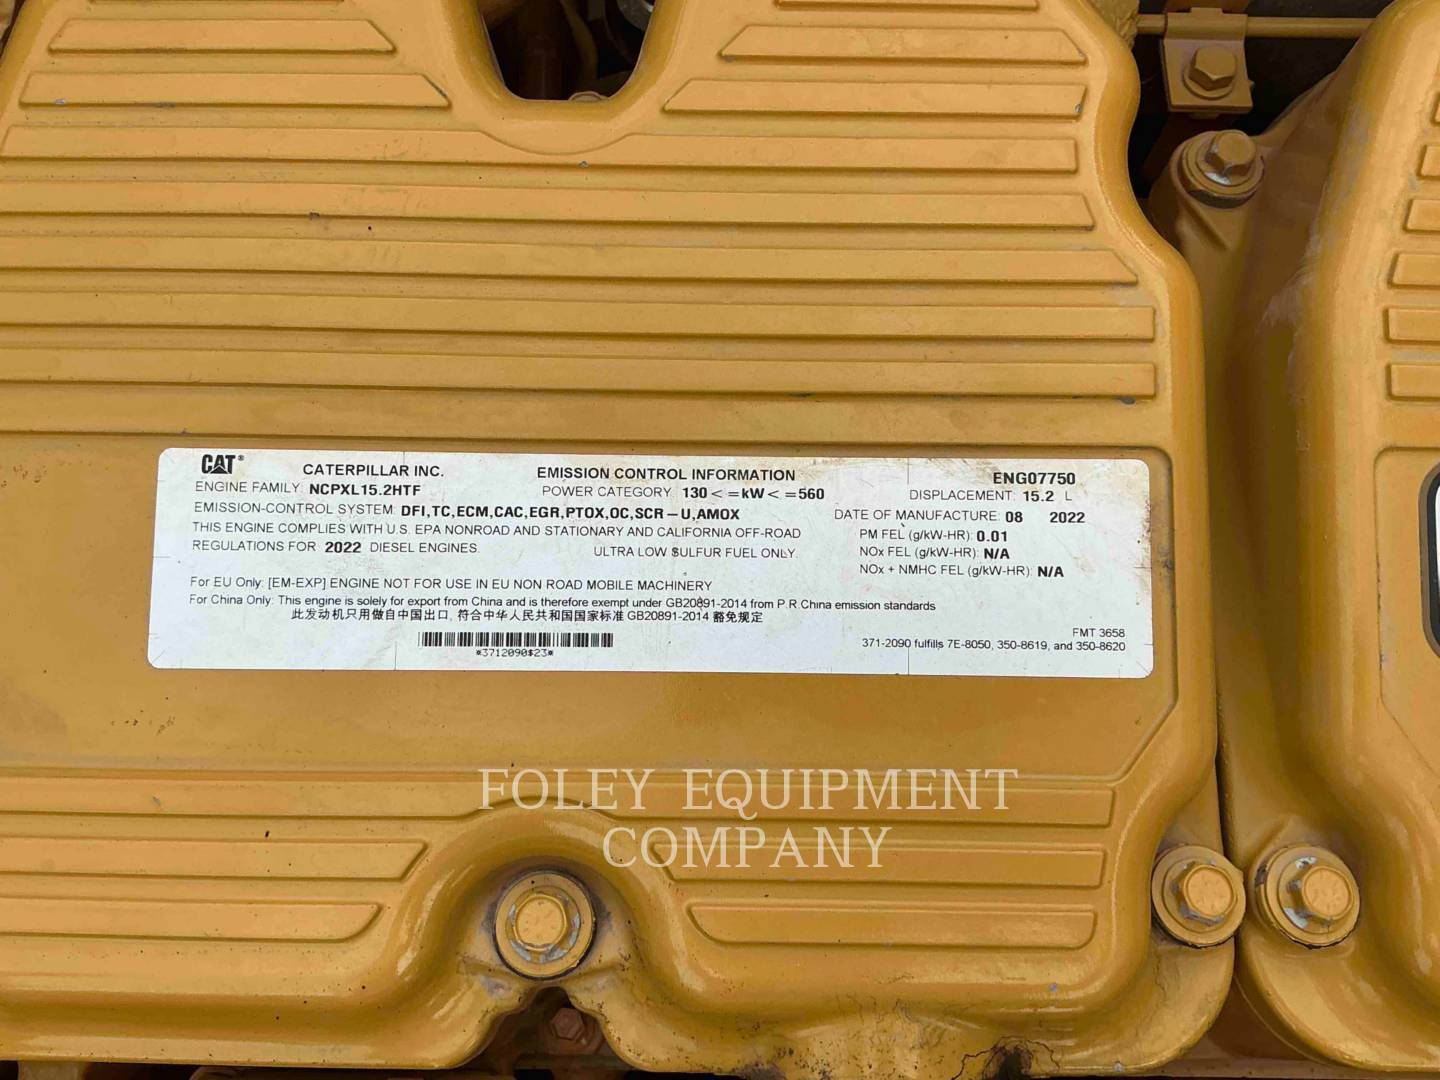 CAT® CATERPILLAR INC. EMISSION CONTROL INFORMATION ENG07750
ENGINE FAMILY: NCPXL15.2HTF POWER CATEGORY: 130<=kW<=560 DISPLACEMENT: 15.2 L
EMISSION-CONTROL SYSTEM: DFI,TC,ECM,CAC,EGR,PTOX,OC,SCR-U,AMOX DATE OF MANUFACTURE: 08 2022
THIS ENGINE COMPLIES WITH U.S. EPA NONROAD AND STATIONARY AND CALIFORNIA OFF-ROAD PM FEL (g/kW-HR): 0.01
REGULATIONS FOR 2022 DIESEL ENGINES. ULTRA LOW SULFUR FUEL ONLY. NOx FEL (g/kW-HR): N/A
NOx + NMHC FEL (g/kW-HR): N/A
For EU Only: [EM-EXP] ENGINE NOT FOR USE IN EU NON ROAD MOBILE MACHINERY
For China Only: This engine is solely for export from China and is therefore exempt under GB20891-2014 from P.R.China emission standards
此发动机只用做自中国出口, 符合中华人民共和国国家标准 GB20891-2014 豁免规定
FMT 3658
*3712090$23* 371-2090 fulfills 7E-8050, 350-8619, and 350-8620
FOLEY EQUIPMENT
COMPANY